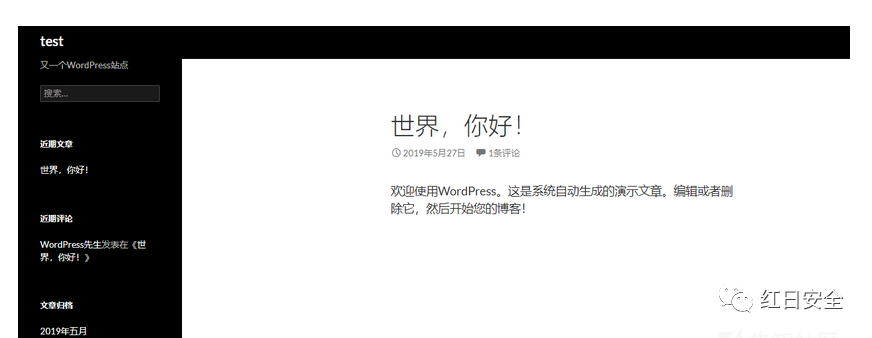 test
又一个WordPress站点
搜索...
近期文章
世界，你好！
近期评论
WordPress先生发表在《世
界，你好！》
文章归档
2019年五月
世界，你好！
2019年5月27日 1条评论
欢迎使用WordPress。这是系统自动生成的演示文章。编辑或者删
除它，然后开始您的博客！
红日安全